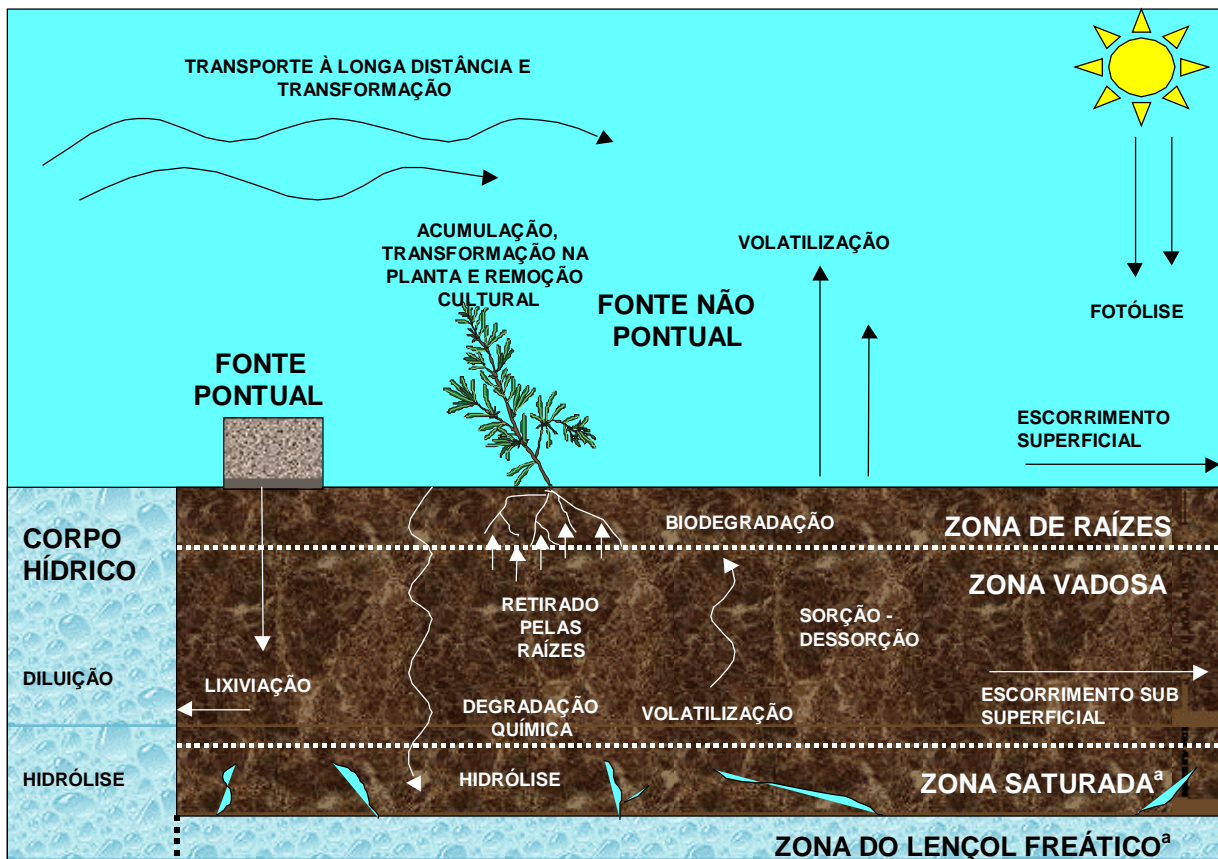 TRANSPORTE À LONGA DISTÂNCIA E
TRANSFORMAÇÃO
ACUMULAÇÃO,
TRANSFORMAÇÃO NA
PLANTA E REMOÇÃO
CULTURAL
VOLATILIZAÇÃO
FONTE NÃO
PONTUAL
FOTÓLISE
FONTE
PONTUAL
ESCORRIMENTO
SUPERFICIAL
CORPO
HÍDRICO
BIODEGRADAÇÃO
ZONA DE RAÍZES
ZONA VADOSA
RETIRADO
PELAS
RAÍZES
SORÇÃO -
DESSORÇÃO
DILUIÇÃO
LIXIVIAÇÃO
DEGRADAÇÃO
QUÍMICA
VOLATILIZAÇÃO
ESCORRIMENTO SUB
SUPERFICIAL
HIDRÓLISE
HIDRÓLISE
ZONA SATURADAª
ZONA DO LENÇOL FREÁTICOª